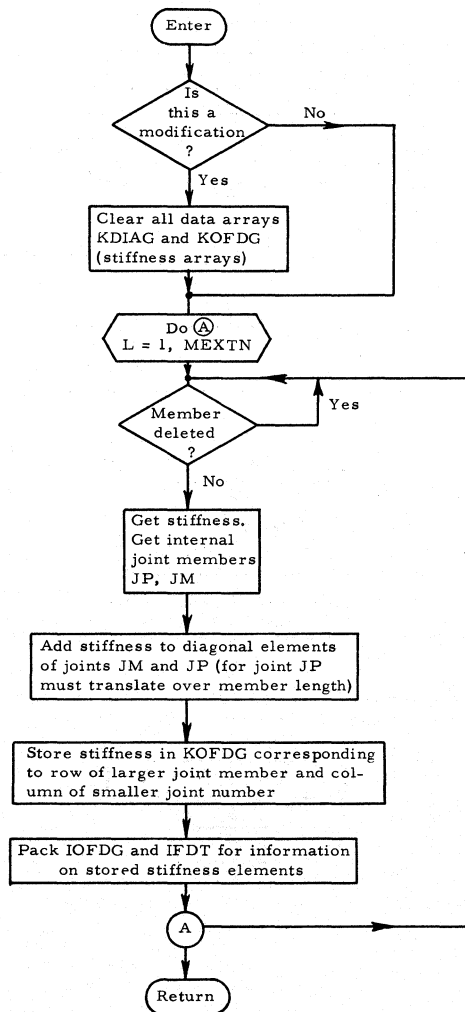 Enter
Is
this a
modification
?
No
Yes
Clear all data arrays
KDIAG and KOFDG
(stiffness arrays)
Do A
L = 1, MEXTN
Member
deleted
?
Yes
No
Get stiffness.
Get internal
joint members
JP, JM
Add stiffness to diagonal elements
of joints JM and JP (for joint JP
must translate over member length)
Store stiffness in KOFDG corresponding
to row of larger joint member and col-
umn of smaller joint number
Pack IOFDG and IFDT for information
on stored stiffness elements
A
Return